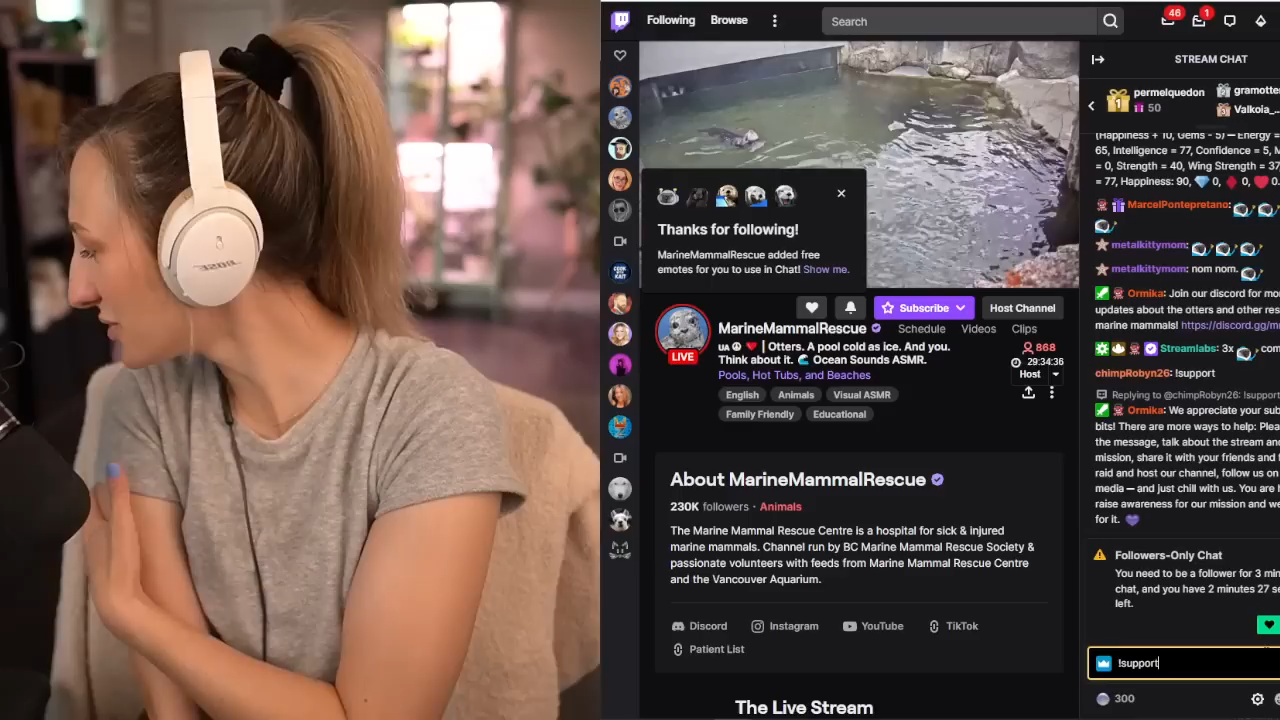 BOSE
Following
Browse
Search
46
1
STREAM CHAT
1
permelquedon
50
gramotter
3
Valkoia_...
(Happiness + 10, Gems - 5) — Energy =
65, Intelligence = 77, Confidence = 5, M
= 0, Strength = 40, Wing Strength = 37
= 77, Happiness: 90, 0, 0, 0.
MarcelPontepretano:
metalkittymom:
metalkittymom: nom nom.
Ormika: Join our discord for mo
updates about the otters and other res
marine mammals! https://discord.gg/m
Streamlabs: 3x com
chimpRobyn26: !support
Replying to @chimpRobyn26: !support
Ormika: We appreciate your sub
bits! There are more ways to help: Plea
the message, talk about the stream and
mission, share it with your friends and f
raid and host our channel, follow us on
media — and just chill with us. You are h
raise awareness for our mission and we
for it.
Followers-Only Chat
You need to be a follower for 3 min
chat, and you have 2 minutes 27 se
left.
!support
300
Thanks for following!
MarineMammalRescue added free
emotes for you to use in Chat! Show me.
Subscribe
Host Channel
LIVE
MarineMammalRescue
Schedule
Videos
Clips
UA | Otters. A pool cold as ice. And you.
Think about it. Ocean Sounds ASMR.
Pools, Hot Tubs, and Beaches
868
29:34:36
Host
English
Animals
Visual ASMR
Family Friendly
Educational
About MarineMammalRescue
230K followers · Animals
The Marine Mammal Rescue Centre is a hospital for sick & injured
marine mammals. Channel run by BC Marine Mammal Rescue Society &
passionate volunteers with feeds from Marine Mammal Rescue Centre
and the Vancouver Aquarium.
Discord
Instagram
YouTube
TikTok
Patient List
The Live Stream